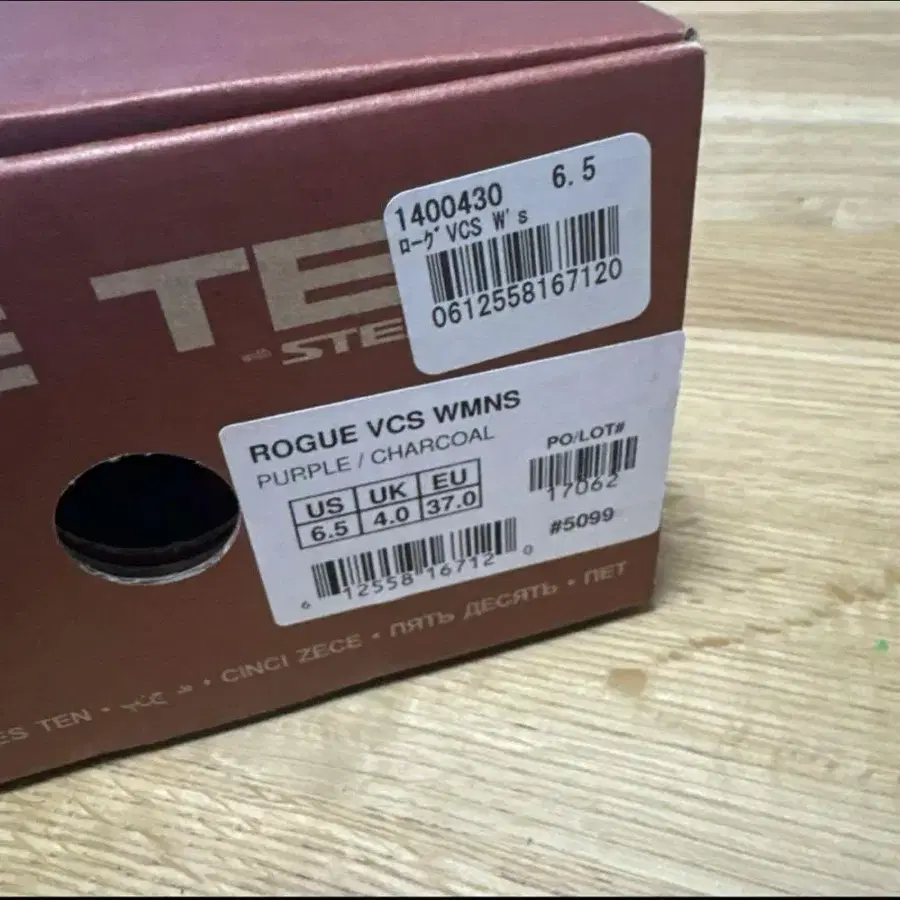 1400430 6.5
ローグ VCS W's
0612558167120
TE
STE
ROGUE VCS WMNS
PURPLE / CHARCOAL
US UK EU
6.5 4.0 37.0
PO/LOT#
17062
#5099
6 12558 16712 0
ES TEN • • CINCI ZECE • ПЯТЬ ДЕСЯТЬ • ПЕТ